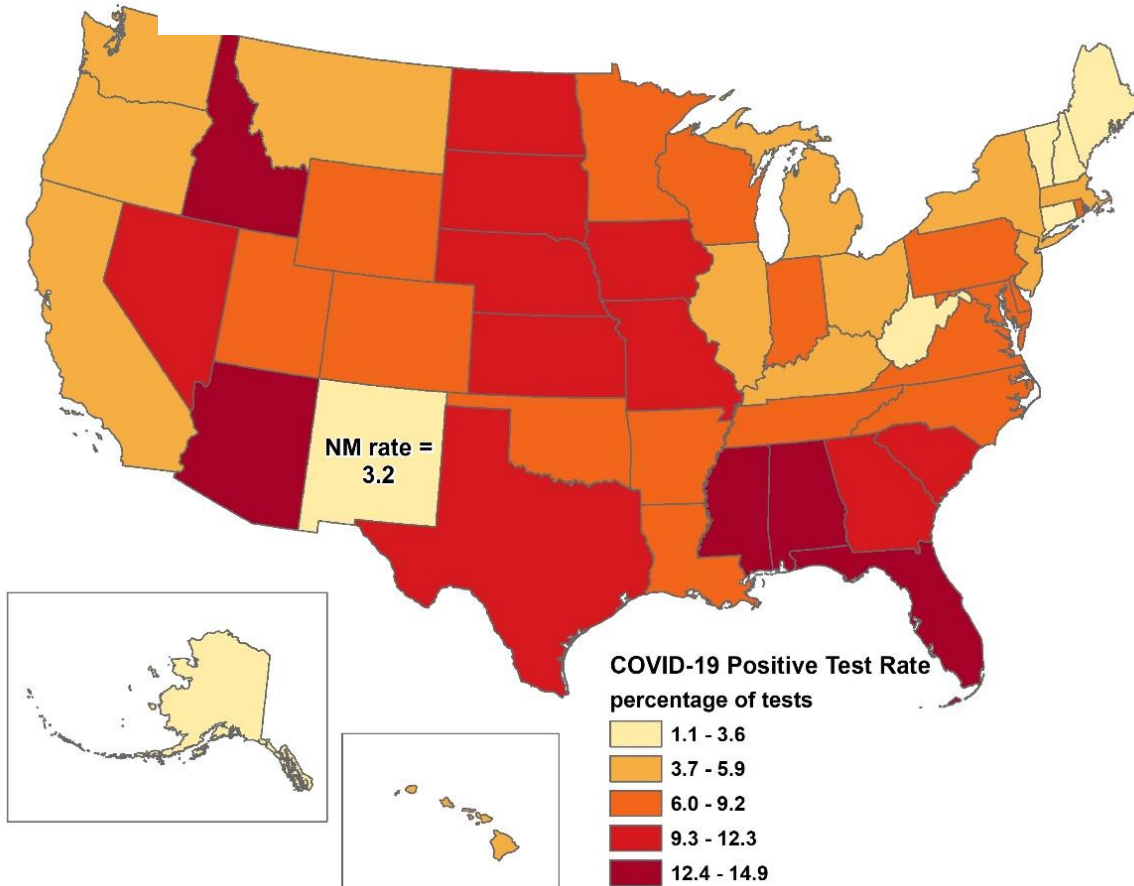 NM rate =
3.2
COVID-19 Positive Test Rate
percentage of tests
1.1 - 3.6
3.7 - 5.9
6.0 - 9.2
9.3 - 12.3
12.4 - 14.9